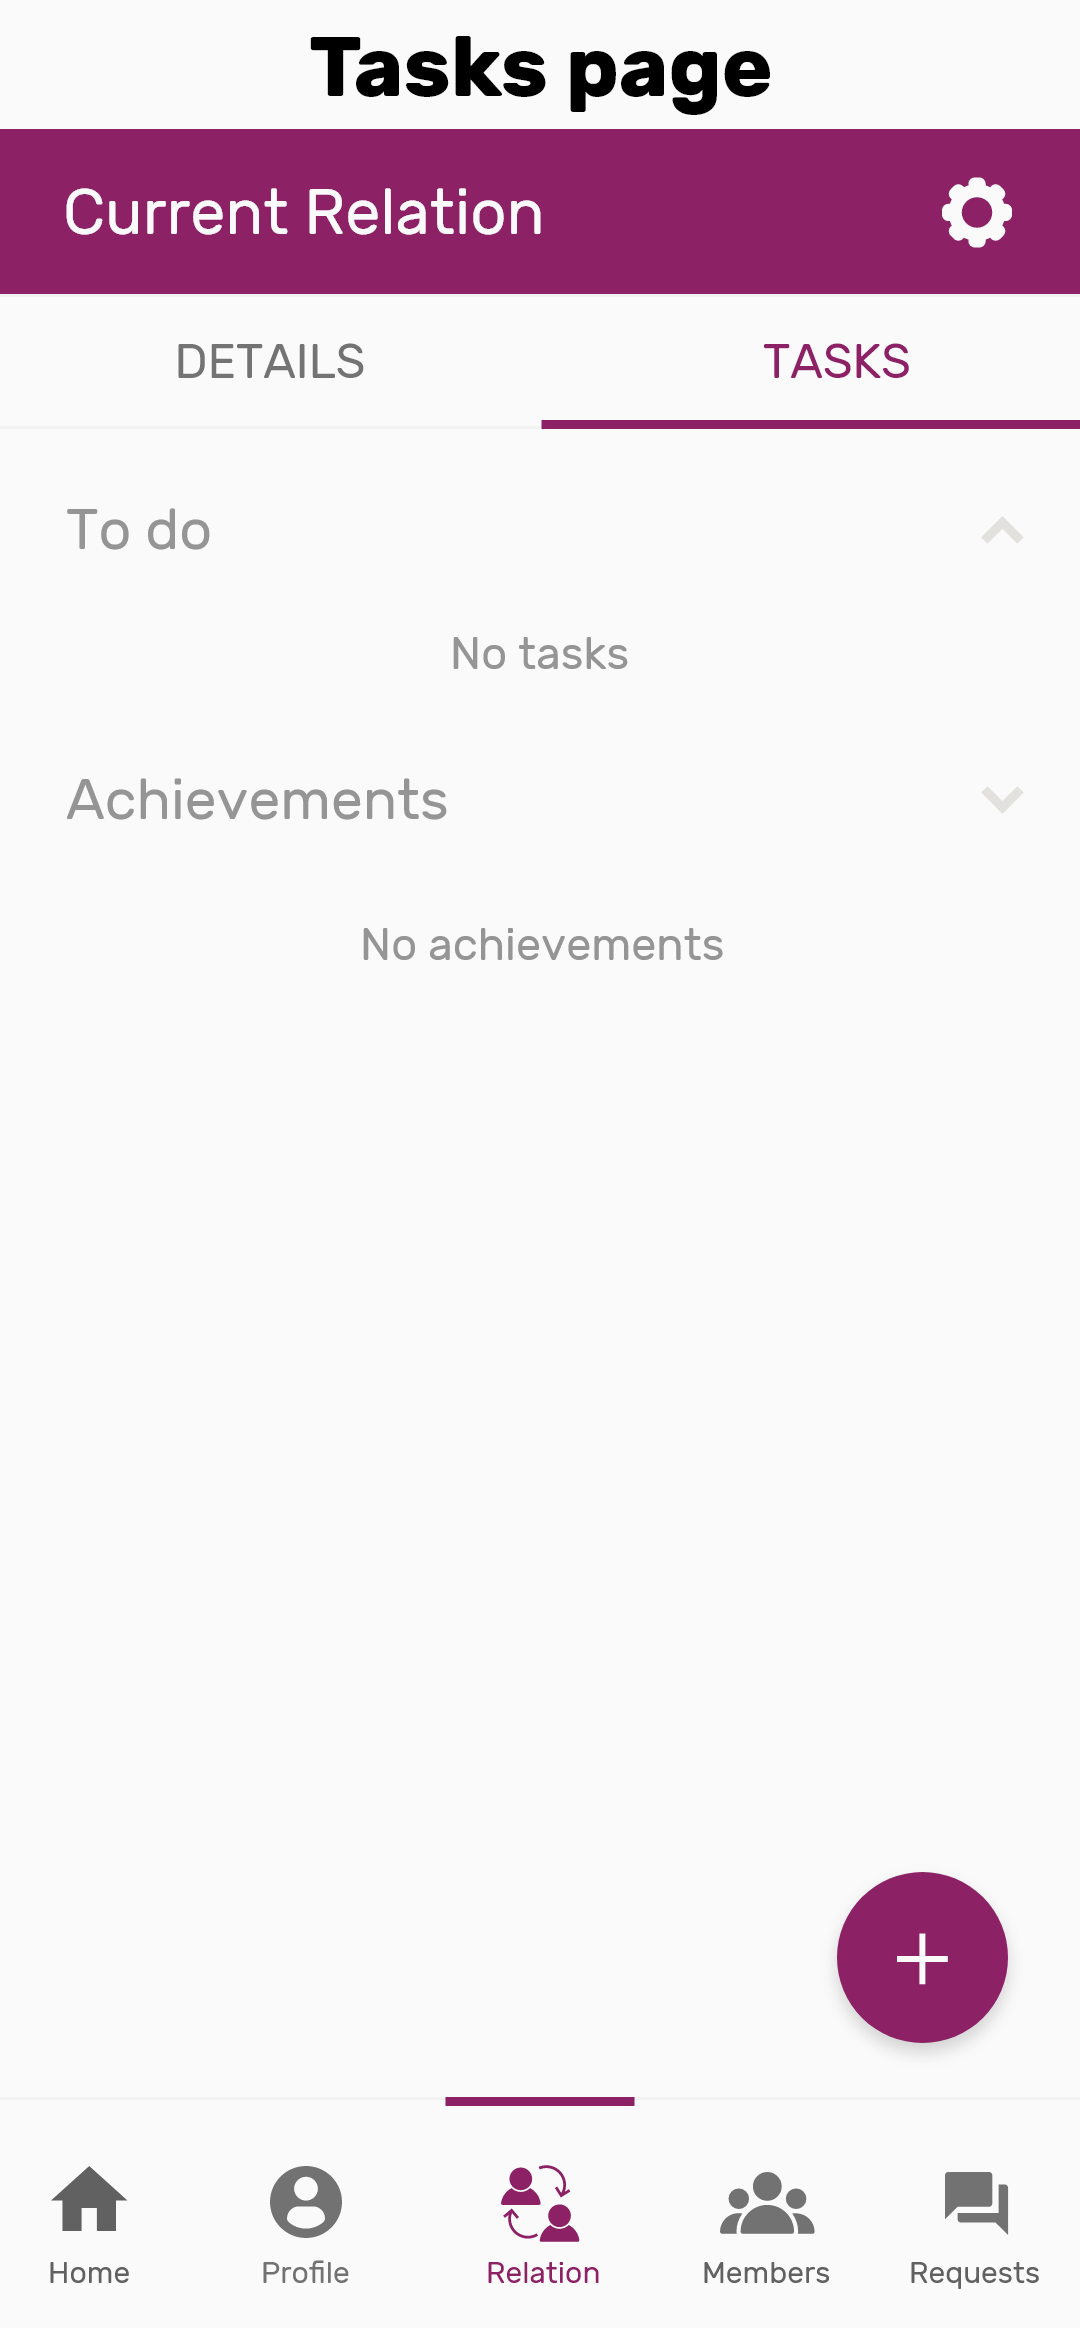 Tasks page
Current Relation
DETAILS TASKS
To do
No tasks
Achievements
No achievements
Home Profile Relation Members Requests